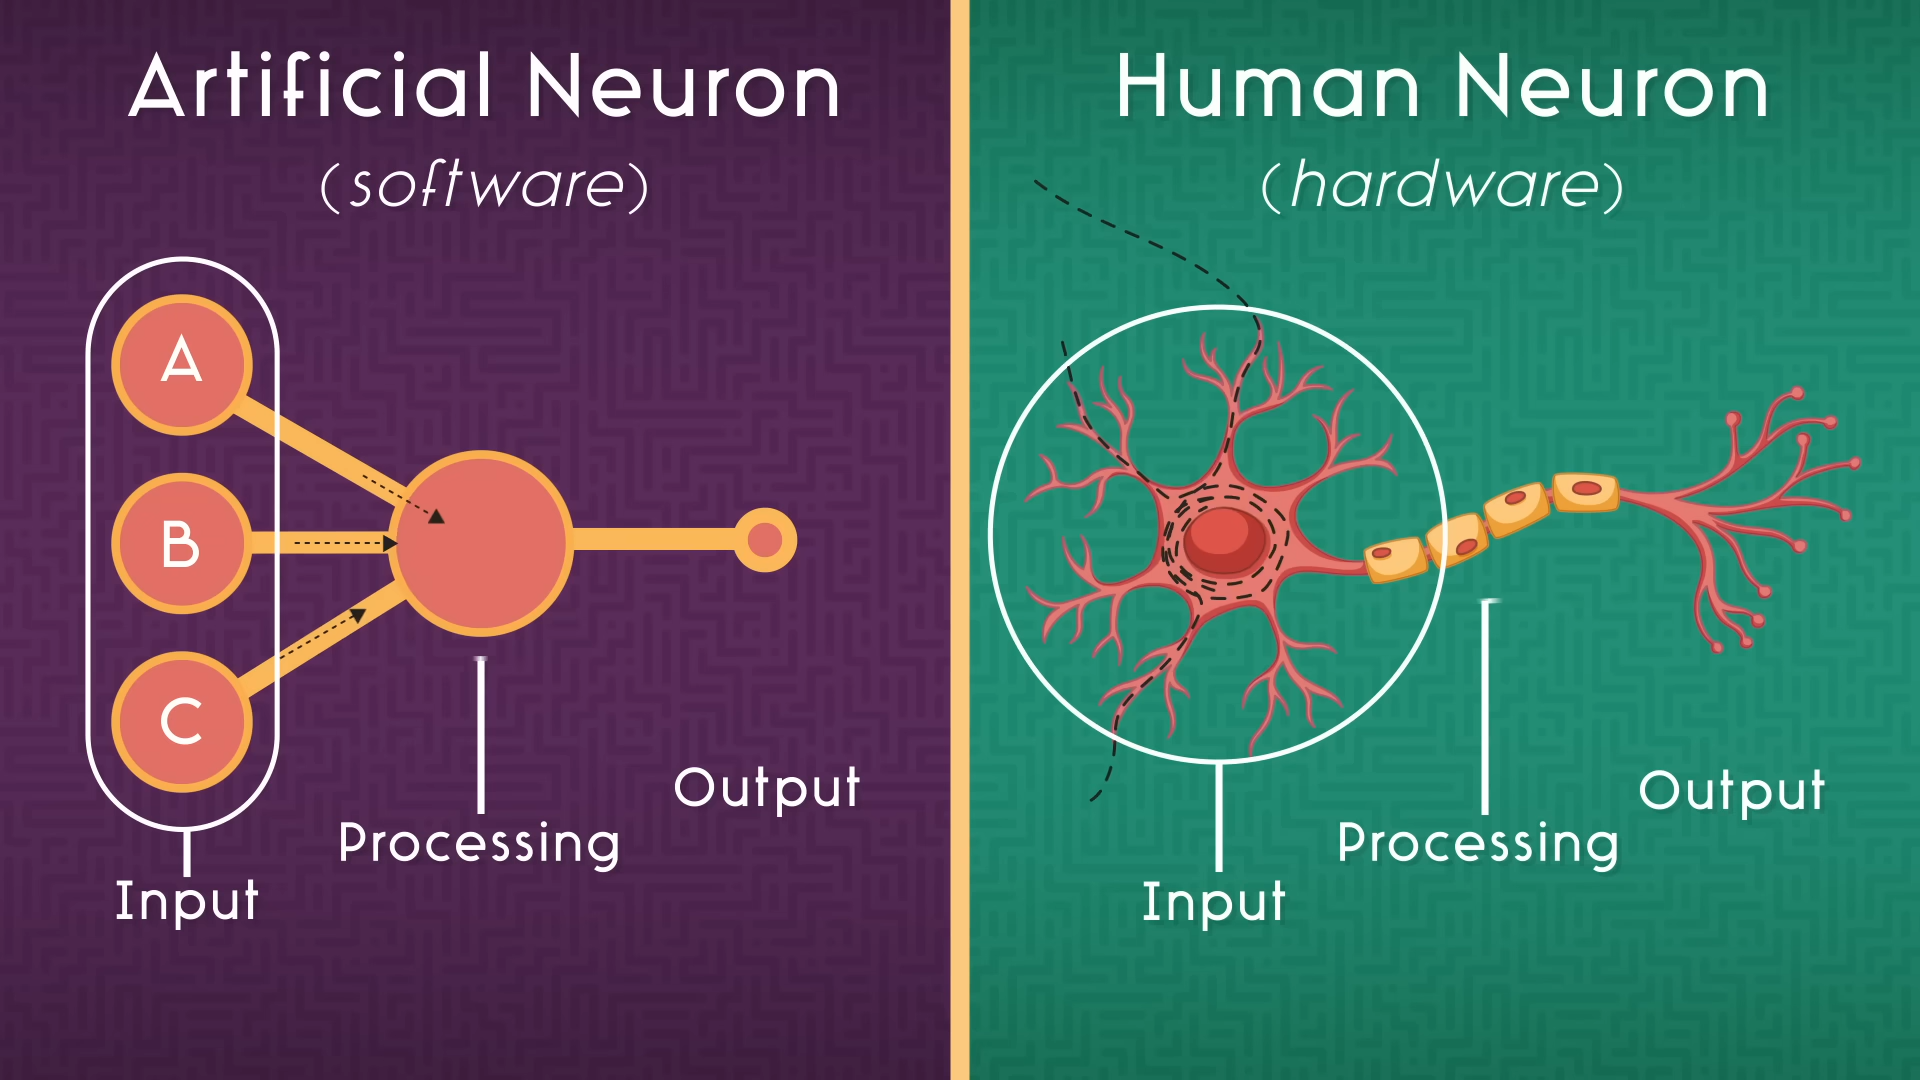 Artificial Neuron
(software)
A
B
C
Input
Processing
Output
Human Neuron
(hardware)
Input
Processing
Output